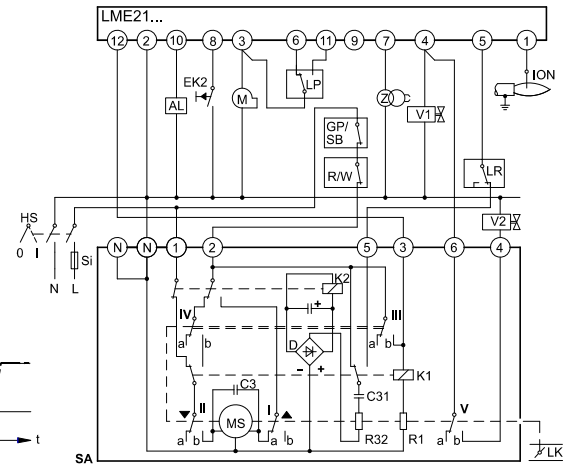 LME21...
12 2 10 8 3 6 11 9 7 4 5 1
ION
EK2
LP
AL
M
GP/
SB
Z
C
V1
R/W
LR
HS
0 I
Si
N L
V2
N N 1 2 5 3 6 4
K2
+
IV
III
a b
D
a b
- +
K1
C3
C31
II
I
V
MS
t
a b
a b
R32
R1
a b
LK
SA